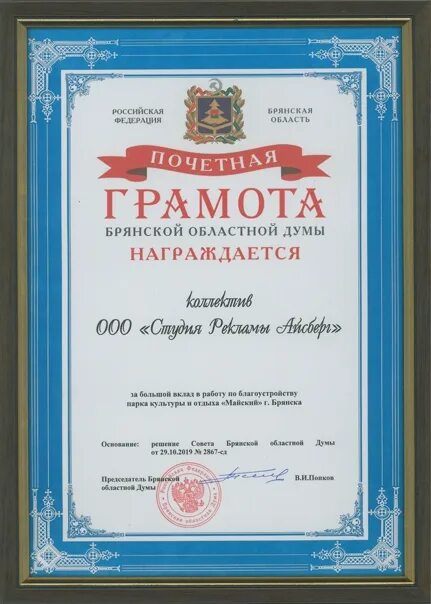 РОССИЙСКАЯ ФЕДЕРАЦИЯ
БРЯНСКАЯ ОБЛАСТЬ
ПОЧЕТНАЯ
ГРАМОТА
БРЯНСКОЙ ОБЛАСТНОЙ ДУМЫ
НАГРАЖДАЕТСЯ
коллектив
ООО «Студия Рекламы Айсберг»
за большой вклад в работу по благоустройству
парка культуры и отдыха «Майский» г. Брянска
Основание: решение Совета Брянской областной Думы
от 29.10.2019 № 2867-сд
Председатель Брянской
областной Думы
В.И.Попков